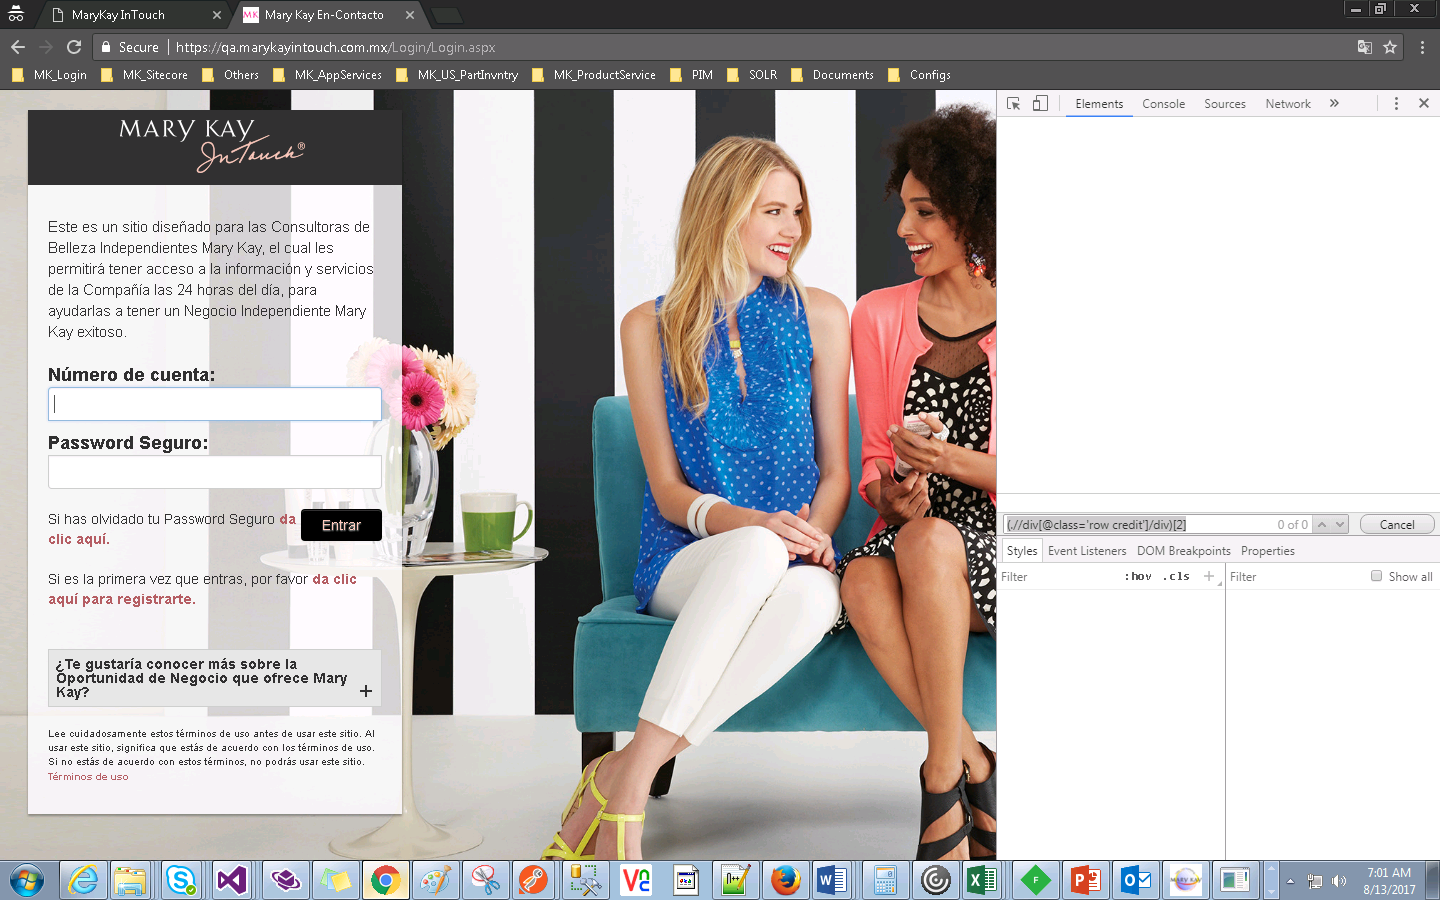 MaryKay InTouch
Mary Kay En-Contacto
Secure
https://qa.marykayintouch.com.mx/Login/Login.aspx
MK_Login
MK_Sitecore
Others
MK_AppServices
MK_US_PartInvntry
MK_ProductService
PIM
SOLR
Documents
Configs
MARY KAY
InTouch®
Este es un sitio diseñado para las Consultoras de
Belleza Independientes Mary Kay, el cual les
permitirá tener acceso a la información y servicios
de la Compañía las 24 horas del día, para
ayudarlas a tener un Negocio Independiente Mary
Kay exitoso.
Número de cuenta:
Password Seguro:
Si has olvidado tu Password Seguro da
clic aquí.
Entrar
Si es la primera vez que entras, por favor da clic
aquí para registrarte.
¿Te gustaría conocer más sobre la
Oportunidad de Negocio que ofrece Mary
Kay?
+
Lee cuidadosamente estos términos de uso antes de usar este sitio. Al
usar este sitio, significa que estás de acuerdo con los términos de uso.
Si no estás de acuerdo con estos términos, no podrás usar este sitio.
Términos de uso
Elements
Console
Sources
Network
(.//div[@class='row credit']/div)[2]
0 of 0
Cancel
Styles
Event Listeners
DOM Breakpoints
Properties
Filter
:hov .cls
Filter
Show all
7:01 AM
8/13/2017